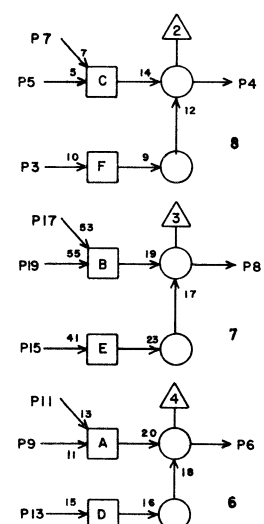 2
P7 7
P5 5 C 14 P4
12
P3 10 F 9 8
3
P17 53
P19 55 B 19 P8
17
P15 41 E 23 7
4
P11 13
P9 11 A 20 P6
18
P13 15 D 16 6